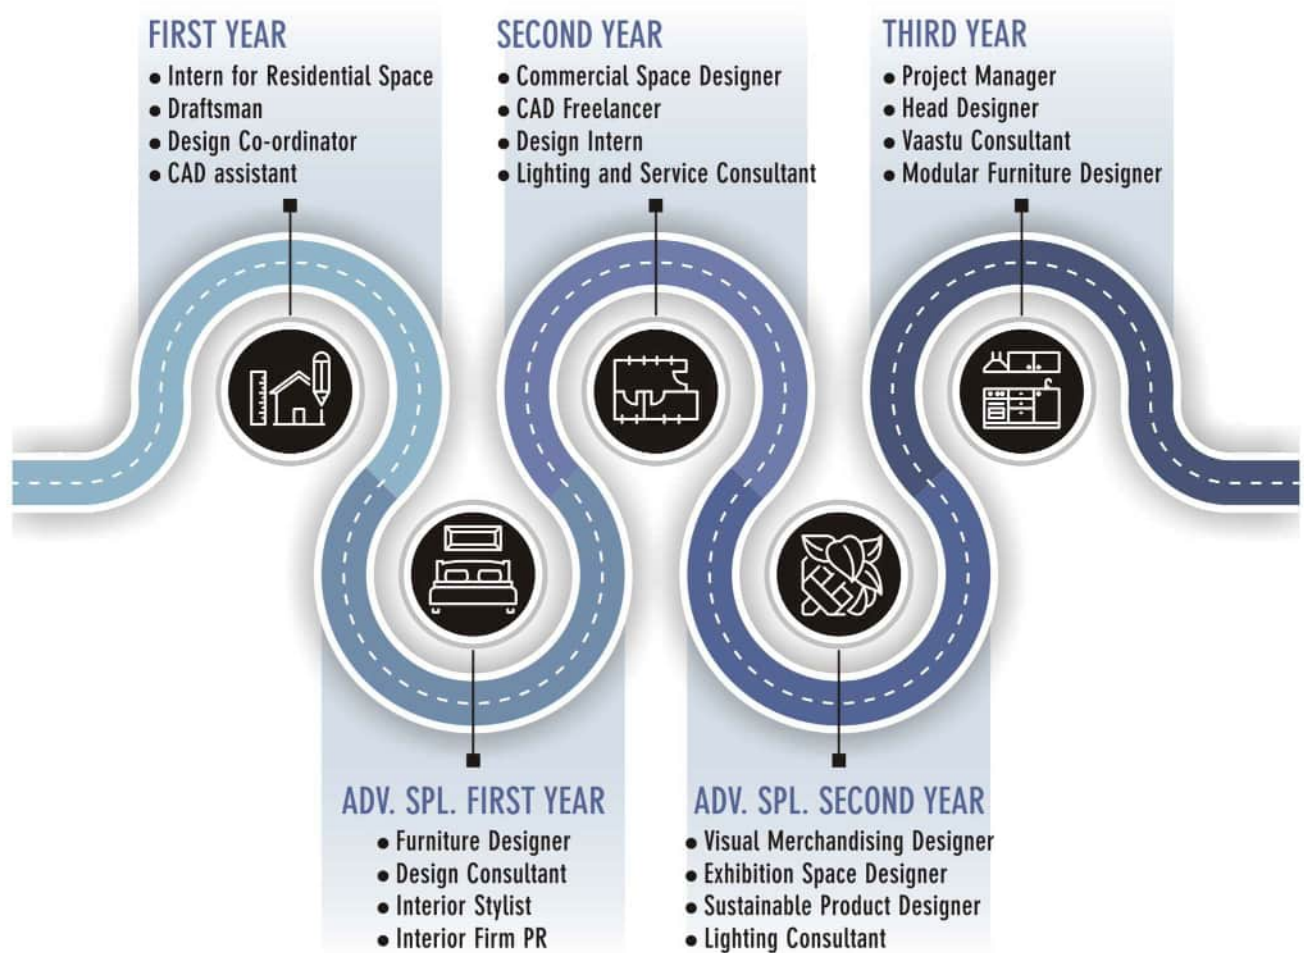 FIRST YEAR
• Intern for Residential Space
• Draftsman
• Design Co-ordinator
• CAD assistant
SECOND YEAR
• Commercial Space Designer
• CAD Freelancer
• Design Intern
• Lighting and Service Consultant
THIRD YEAR
• Project Manager
• Head Designer
• Vaastu Consultant
• Modular Furniture Designer
ADV. SPL. FIRST YEAR
• Furniture Designer
• Design Consultant
• Interior Stylist
• Interior Firm PR
ADV. SPL. SECOND YEAR
• Visual Merchandising Designer
• Exhibition Space Designer
• Sustainable Product Designer
• Lighting Consultant